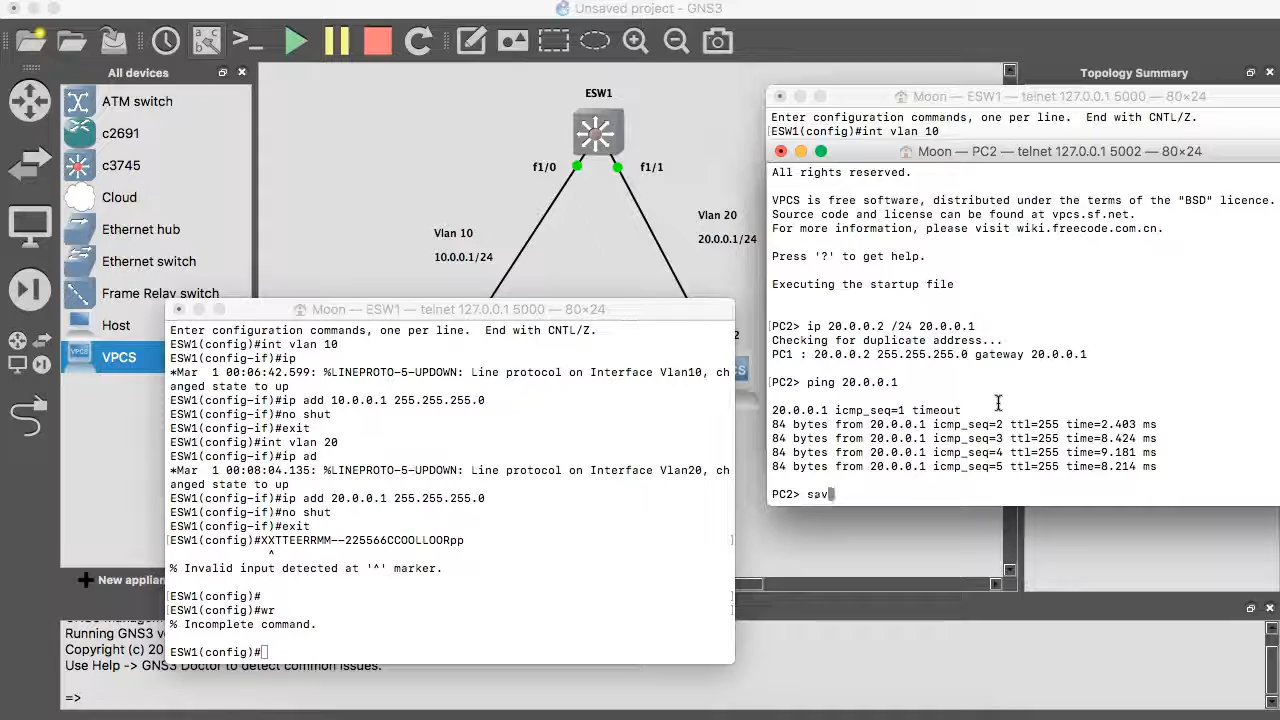 Unsaved project - GNS3
All devices
ATM switch
c2691
c3745
Cloud
Ethernet hub
Ethernet switch
Frame Relay switch
Host
VPCS
VPCS
New applian
ESW1
f1/0
f1/1
Vlan 10
10.0.0.1/24
Vlan 20
20.0.0.1/24
2
Topology Summary
Moon — ESW1 — telnet 127.0.0.1 5000 — 80×24
Enter configuration commands, one per line.  End with CNTL/Z.
[ESW1(config)#int vlan 10
Moon — PC2 — telnet 127.0.0.1 5002 — 80×24
All rights reserved.
VPCS is free software, distributed under the terms of the "BSD" licence.
Source code and license can be found at vpcs.sf.net.
For more information, please visit wiki.freecode.com.cn.
Press '?' to get help.
Executing the startup file
[PC2> ip 20.0.0.2 /24 20.0.0.1
Checking for duplicate address...
PC1 : 20.0.0.2 255.255.255.0 gateway 20.0.0.1
[PC2> ping 20.0.0.1
20.0.0.1 icmp_seq=1 timeout
84 bytes from 20.0.0.1 icmp_seq=2 ttl=255 time=2.403 ms
84 bytes from 20.0.0.1 icmp_seq=3 ttl=255 time=8.424 ms
84 bytes from 20.0.0.1 icmp_seq=4 ttl=255 time=9.181 ms
84 bytes from 20.0.0.1 icmp_seq=5 ttl=255 time=8.214 ms
PC2> sav
Moon — ESW1 — telnet 127.0.0.1 5000 — 80×24
Enter configuration commands, one per line.  End with CNTL/Z.
ESW1(config)#int vlan 10
ESW1(config-if)#ip
*Mar  1 00:06:42.599: %LINEPROTO-5-UPDOWN: Line protocol on Interface Vlan10, ch
anged state to up
ESW1(config-if)#ip add 10.0.0.1 255.255.255.0
ESW1(config-if)#no shut
ESW1(config-if)#exit
ESW1(config)#int vlan 20
ESW1(config-if)#ip ad
*Mar  1 00:08:04.135: %LINEPROTO-5-UPDOWN: Line protocol on Interface Vlan20, ch
anged state to up
ESW1(config-if)#ip add 20.0.0.1 255.255.255.0
ESW1(config-if)#no shut
ESW1(config-if)#exit
[ESW1(config)#XXTTEERRMM--225566CCOOLLOORpp ]
^
% Invalid input detected at '^' marker.
[ESW1(config)# ]
[ESW1(config)#wr ]
% Incomplete command.
ESW1(config)#
Running GNS3 v
Copyright (c) 20
Use Help -> GNS3 Doctor to detect common issues.
=>